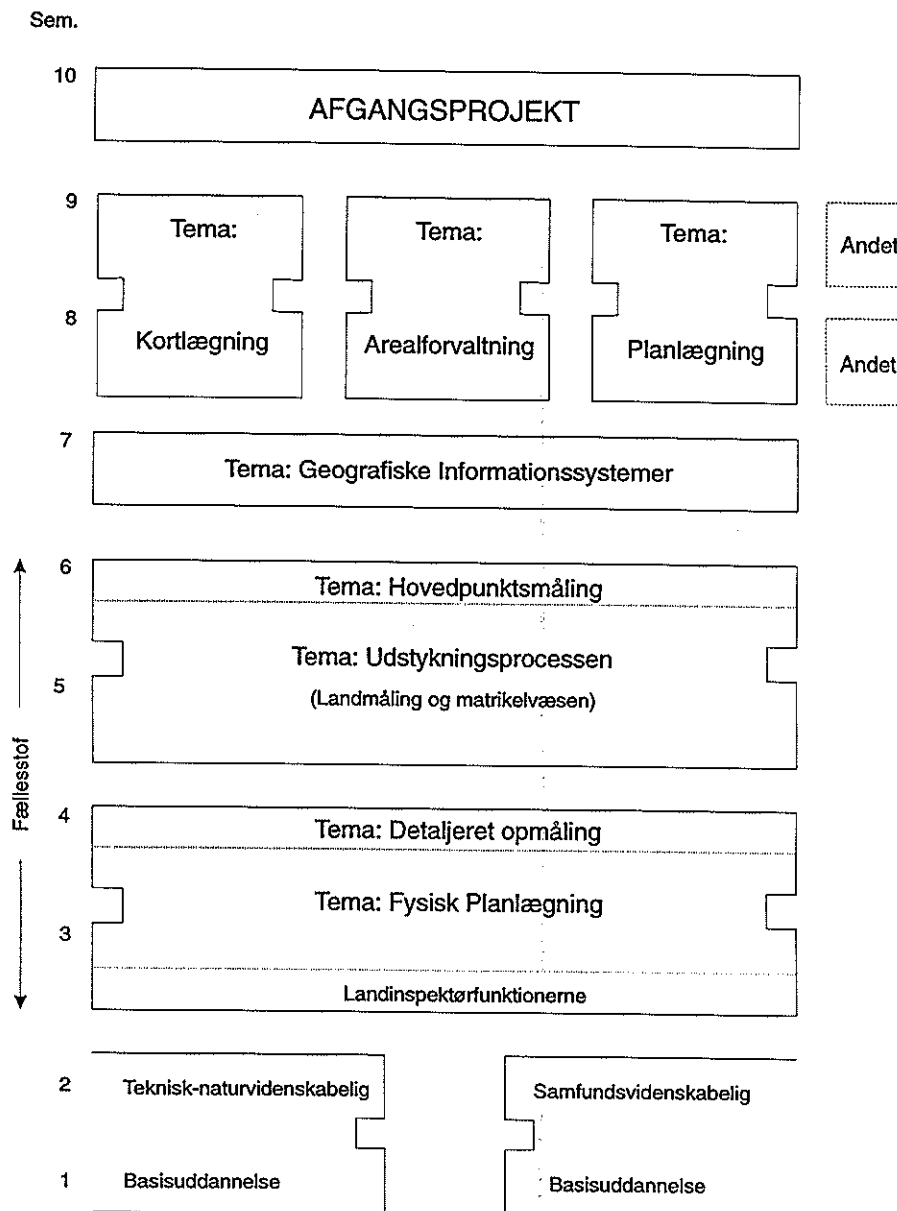 Sem.
10
AFGANGSPROJEKT
9
Tema:
Tema:
Tema:
Andet
8
Kortlægning
Arealforvaltning
Planlægning
Andet
7
Tema: Geografiske Informationssystemer
6
Tema: Hovedpunktsmåling
Tema: Udstykningsprocessen
5
(Landmåling og matrikelvæsen)
Fællesstof
4
Tema: Detaljeret opmåling
Tema: Fysisk Planlægning
3
Landinspektørfunktionerne
2
Teknisk-naturvidenskabelig
Samfundsvidenskabelig
1
Basisuddannelse
Basisuddannelse